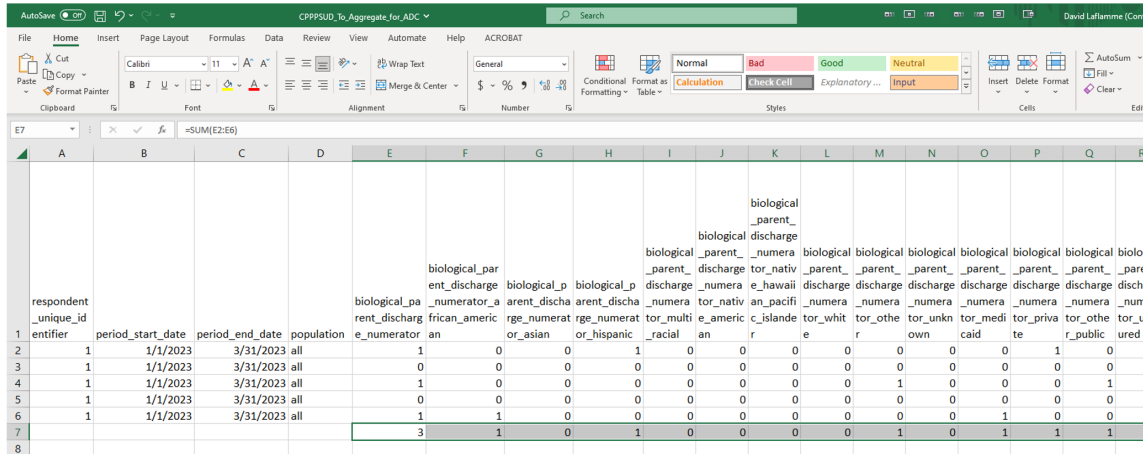 AutoSave Off CPPPSUD_To_Aggregate_for_ADC Search David Laflamme (Con
File Home Insert Page Layout Formulas Data Review View Automate Help ACROBAT
Paste Cut Copy Format Painter
Clipboard
Calibri 11 A^ Aˇ
B I U A
Font
Wrap Text
Merge & Center
Alignment
General
$ % 9
Number
Conditional Formatting Format as Table
Normal Bad Good Neutral
Calculation Check Cell Explanatory ... Input
Styles
Insert Delete Format
Cells
AutoSum
Fill
Clear
Edi
E7 fx =SUM(E2:E6)
A B C D E F G H I J K L M N O P Q R
1 respondent_unique_identifier period_start_date period_end_date population biological_parent_discharge_numerator biological_parent_discharge_numerator_african_american biological_parent_discharge_numerator_asian biological_parent_discharge_numerator_hispanic biological_parent_discharge_numerator_multi_racial biological_parent_discharge_numerator_native_american biological_parent_discharge_numerator_native_hawaiian_pacific_islander biological_parent_discharge_numerator_white biological_parent_discharge_numerator_other biological_parent_discharge_numerator_unknown biological_parent_discharge_numerator_medicaid biological_parent_discharge_numerator_private biological_parent_discharge_numerator_other_public
2 1 1/1/2023 3/31/2023 all 1 0 0 1 0 0 0 0 0 0 0 1 0
3 1 1/1/2023 3/31/2023 all 0 0 0 0 0 0 0 0 0 0 0 0 0
4 1 1/1/2023 3/31/2023 all 1 0 0 0 0 0 0 0 1 0 0 0 1
5 1 1/1/2023 3/31/2023 all 0 0 0 0 0 0 0 0 0 0 0 0 0
6 1 1/1/2023 3/31/2023 all 1 1 0 0 0 0 0 0 0 0 1 0 0
7 3 1 0 1 0 0 0 0 1 0 1 1 1
8